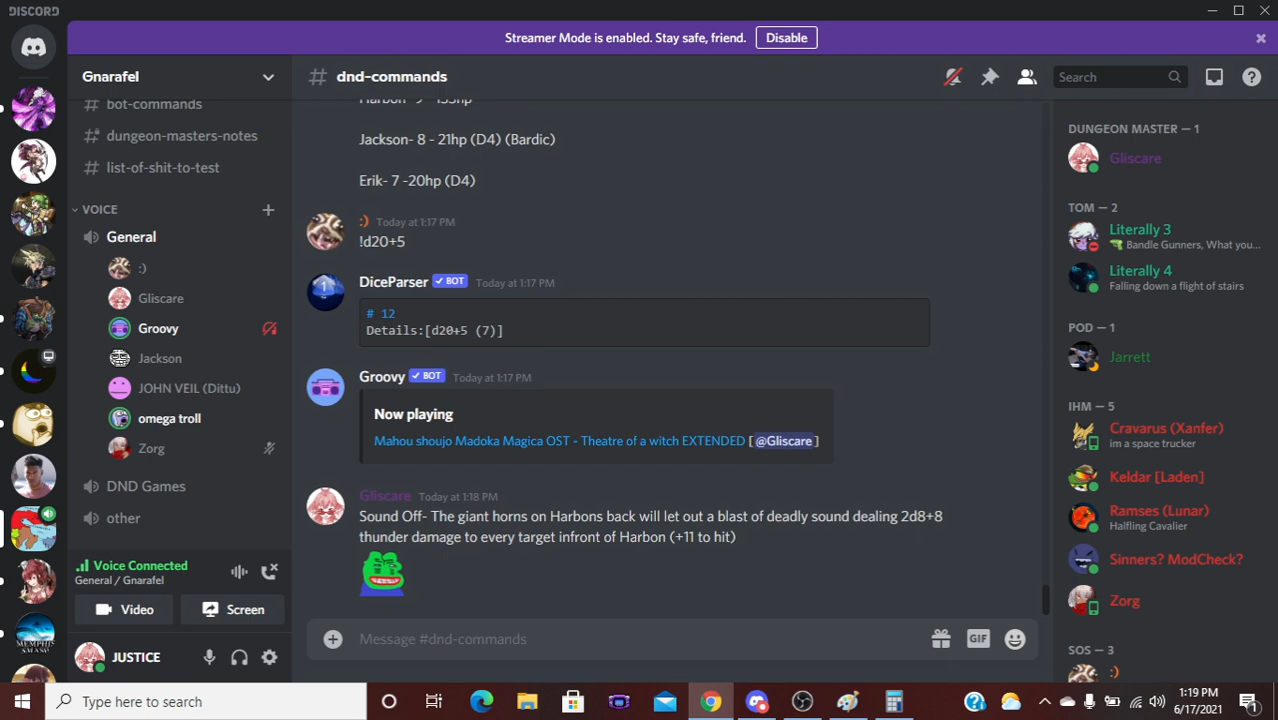 DISCORD
Streamer Mode is enabled. Stay safe, friend. Disable
Gnarafel
bot-commands
dungeon-masters-notes
list-of-shit-to-test
VOICE
General
:)
Gliscare
Groovy
Jackson
JOHN VEIL (Dittu)
omega troll
Zorg
DND Games
other
Voice Connected
General / Gnarafel
Video
Screen
JUSTICE
# dnd-commands
Search
Jackson- 8 - 21hp (D4) (Bardic)
Erik- 7 -20hp (D4)
:) Today at 1:17 PM
!d20+5
DiceParser BOT Today at 1:17 PM
# 12
Details:[d20+5 (7)]
Groovy BOT Today at 1:17 PM
Now playing
Mahou shoujo Madoka Magica OST - Theatre of a witch EXTENDED [ @Gliscare ]
Gliscare Today at 1:18 PM
Sound Off- The giant horns on Harbons back will let out a blast of deadly sound dealing 2d8+8
thunder damage to every target infront of Harbon (+11 to hit)
Message #dnd-commands
GIF
DUNGEON MASTER — 1
Gliscare
TOM — 2
Literally 3
Bandle Gunners, What you...
Literally 4
Falling down a flight of stairs
POD — 1
Jarrett
IHM — 5
Cravarus (Xanfer)
im a space trucker
Keldar [Laden]
Ramses (Lunar)
Halfling Cavalier
Sinners? ModCheck?
Zorg
SOS — 3
:)
MEMPHIS
SMASH
Type here to search
1:19 PM
6/17/2021
1